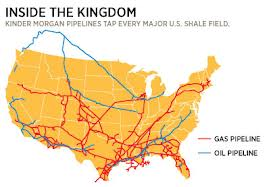 INSIDE THE KINGDOM
KINDER MORGAN PIPELINES TAP EVERY MAJOR U.S. SHALE FIELD.
GAS PIPELINE
OIL PIPELINE